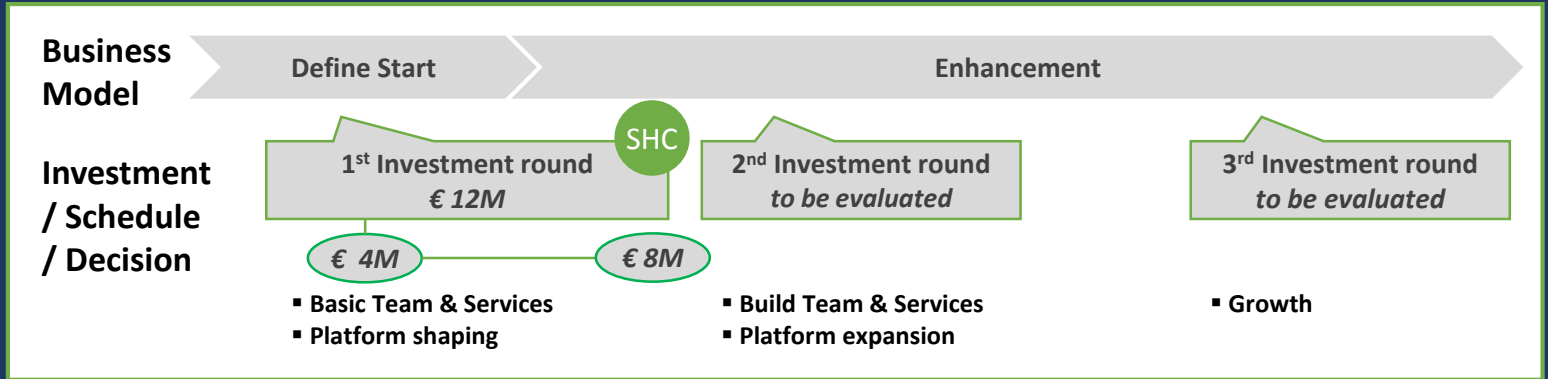 Business
Model
Define Start
Enhancement
SHC
Investment
/ Schedule
/ Decision
1st Investment round
€ 12M
2nd Investment round
to be evaluated
3rd Investment round
to be evaluated
€ 4M
€ 8M
▪ Basic Team & Services
▪ Platform shaping
▪ Build Team & Services
▪ Platform expansion
▪ Growth